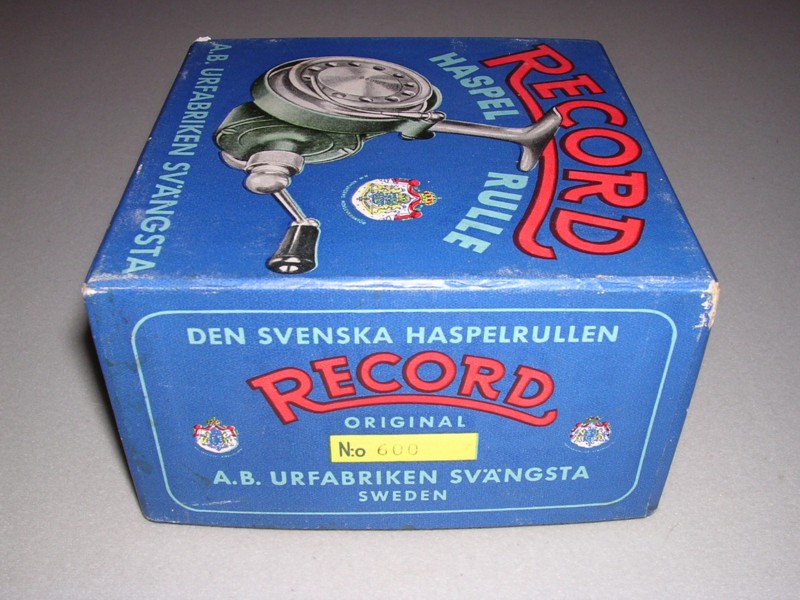 RECORD
HASPEL
RULLE
A.B. URFABRIKEN SVÄNGSTA
DEN SVENSKA HASPELRULLEN
RECORD
ORIGINAL
N:o 600
A.B. URFABRIKEN SVÄNGSTA
SWEDEN